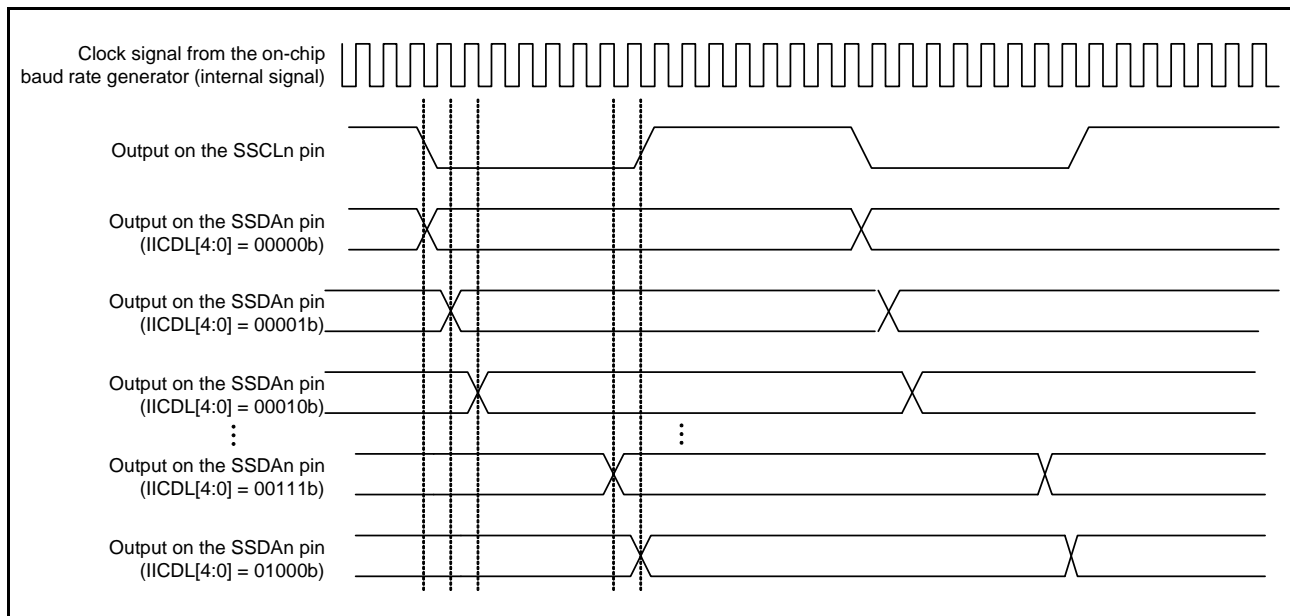 Clock signal from the on-chip
baud rate generator (internal signal)
Output on the SSCLn pin
Output on the SSDAn pin
(IICDL[4:0] = 00000b)
Output on the SSDAn pin
(IICDL[4:0] = 00001b)
Output on the SSDAn pin
(IICDL[4:0] = 00010b)
Output on the SSDAn pin
(IICDL[4:0] = 00111b)
Output on the SSDAn pin
(IICDL[4:0] = 01000b)